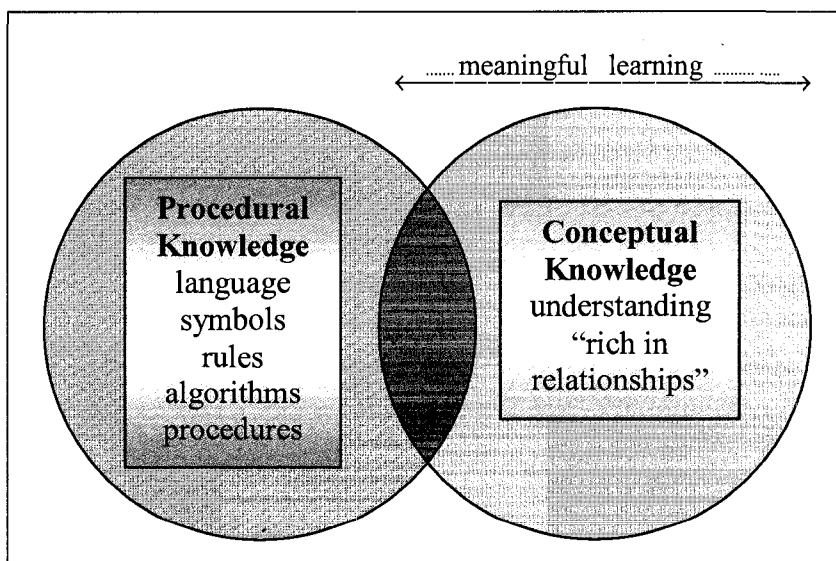 ....... meaningful learning .......... .....
Procedural
Knowledge
language
symbols
rules
algorithms
procedures
Conceptual
Knowledge
understanding
“rich in
relationships”